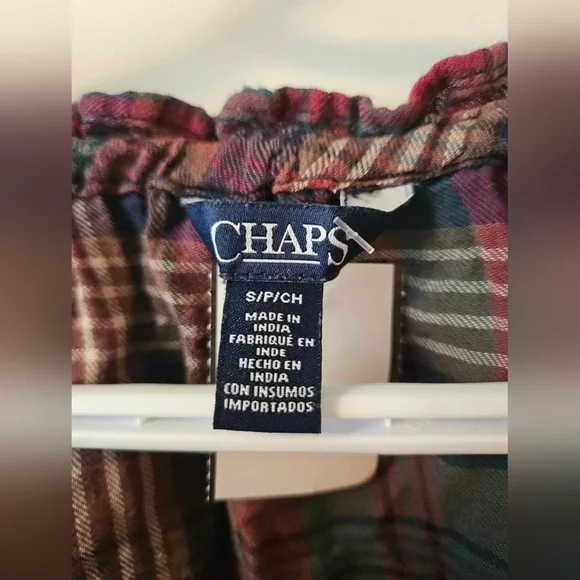 CHAPS
S/P/CH
MADE IN
INDIA
FABRIQUÉ EN
INDE
HECHO EN
INDIA
CON INSUMOS
IMPORTADOS